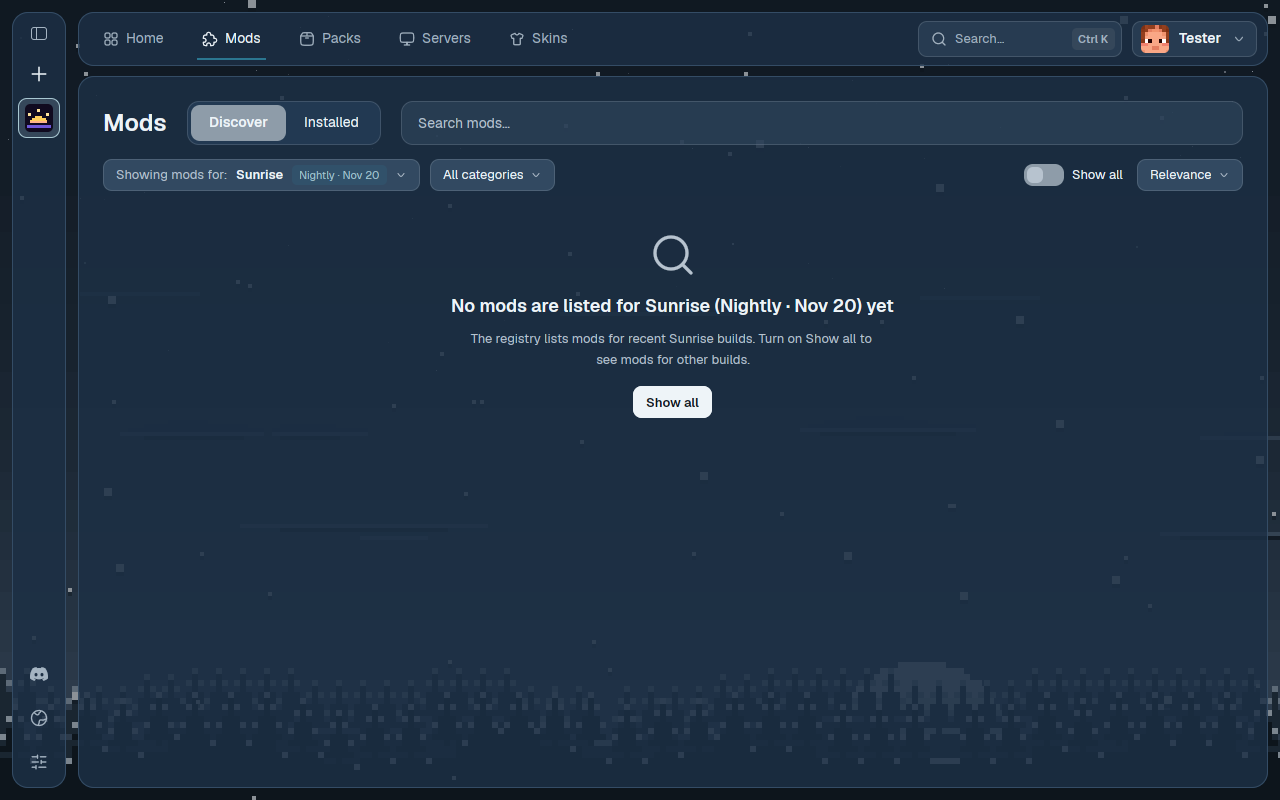 Home
Mods
Packs
Servers
Skins
Search...
Ctrl K
Tester
Mods
Discover
Installed
Search mods...
Showing mods for: Sunrise Nightly · Nov 20
All categories
Show all
Relevance
No mods are listed for Sunrise (Nightly · Nov 20) yet
The registry lists mods for recent Sunrise builds. Turn on Show all to
see mods for other builds.
Show all